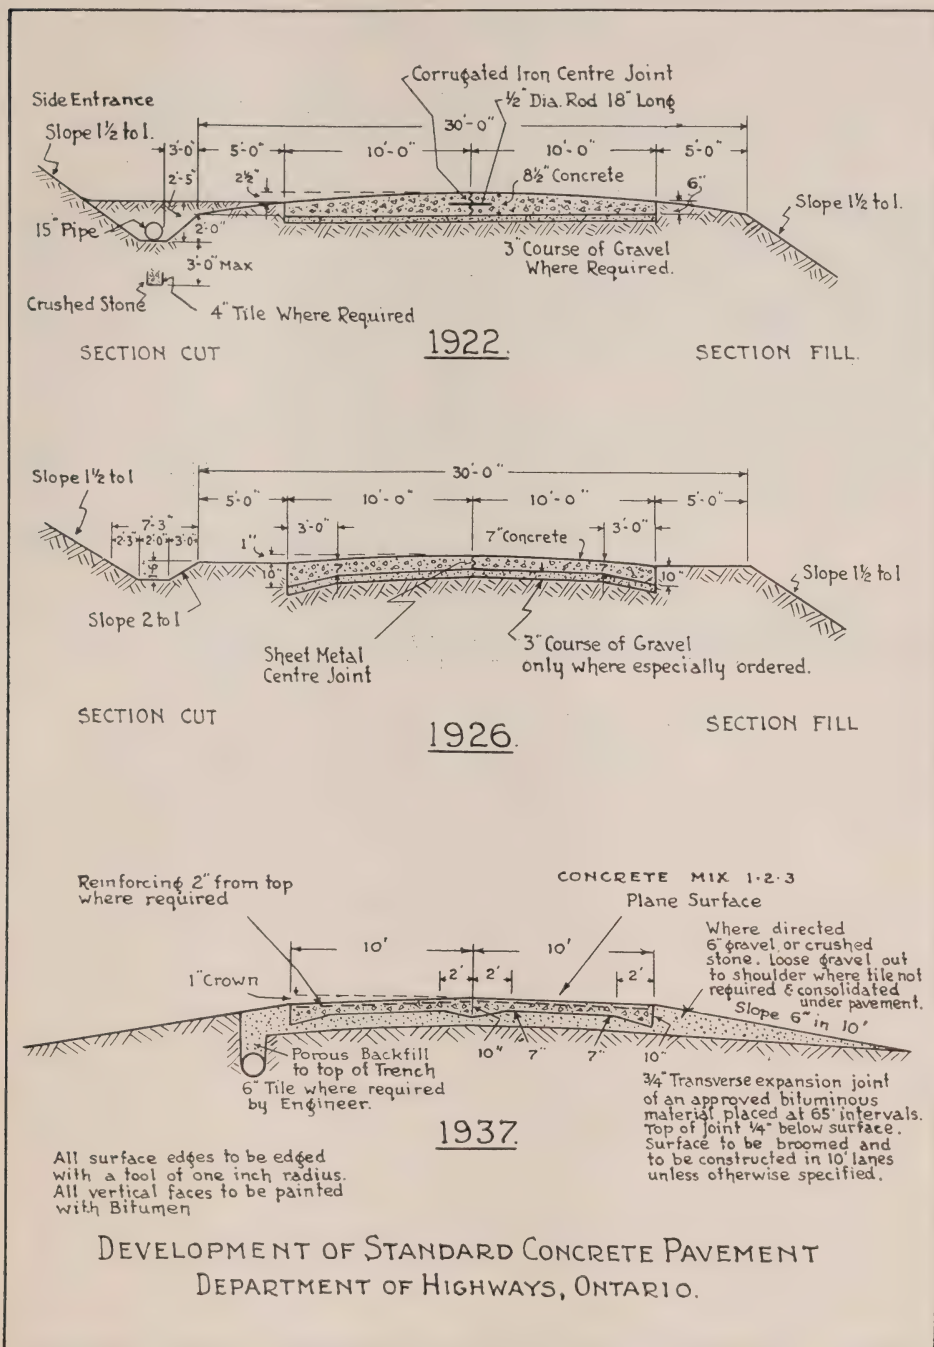 Corrugated Iron Centre Joint
½" Dia. Rod 18" Long
Side Entrance
Slope 1½ to 1.
30'-0"
3'-0"
5'-0"
10'-0"
10'-0"
5'-0"
2'-5"
2½"
8½" Concrete
6"
15" Pipe
2'-0"
Slope 1½ to 1.
3'-0" Max
3" Course of Gravel
Where Required.
Crushed Stone
4" Tile Where Required
SECTION CUT
1922.
SECTION FILL.
Slope 1½ to 1
30'-0"
5'-0"
10'-0"
10'-0"
5'-0"
7'-3"
2'-3"
2'-0"
3'-0"
3'-0"
7" Concrete
3'-0"
1"
1'-6"
10"
7"
7"
10"
Slope 2 to 1
Slope 1½ to 1
Sheet Metal
Centre Joint
3" Course of Gravel
only where especially ordered.
SECTION CUT
1926.
SECTION FILL
Reinforcing 2" from top
where required
CONCRETE MIX 1-2-3
Plane Surface
10'
10'
Where directed
6" gravel or crushed
stone. Loose gravel out
to shoulder where tile not
required & consolidated
under pavement.
1" Crown
2'
2'
2'
Slope 6" in 10'
10"
7"
7"
10"
Porous Backfill
to top of Trench
6" Tile where required
by Engineer.
¾" Transverse expansion joint
of an approved bituminous
material placed at 65' intervals.
Top of joint ¼" below surface.
Surface to be broomed and
to be constructed in 10' lanes
unless otherwise specified.
1937.
All surface edges to be edged
with a tool of one inch radius.
All vertical faces to be painted
with Bitumen
DEVELOPMENT OF STANDARD CONCRETE PAVEMENT
DEPARTMENT OF HIGHWAYS, ONTARIO.